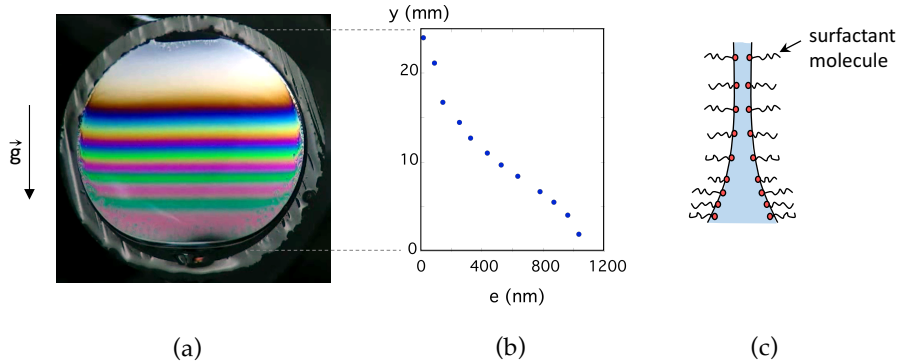 y (mm)
surfactant
molecule
g
20
10
0
0 400 800 1200
e (nm)
(a) (b) (c)